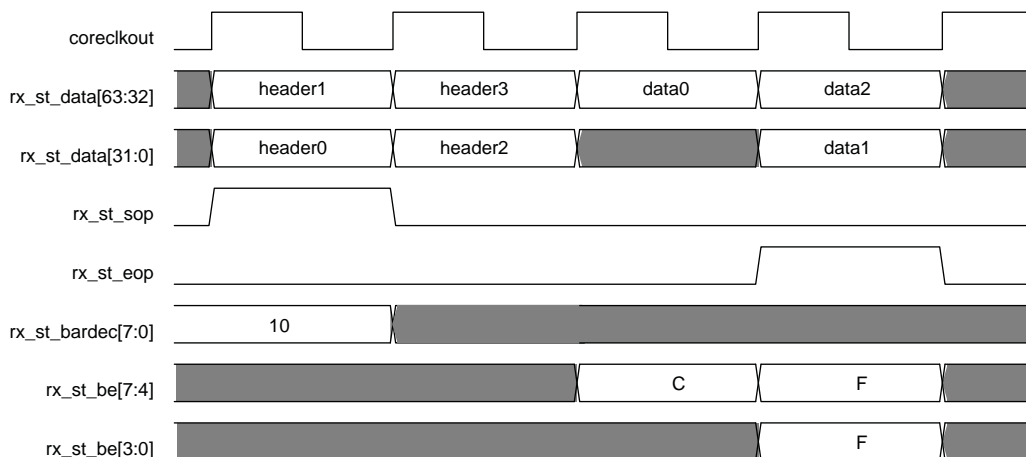 coreclkout
rx_st_data[63:32] header1 header3 data0 data2
rx_st_data[31:0] header0 header2 data1
rx_st_sop
rx_st_eop
rx_st_bardec[7:0] 10
rx_st_be[7:4] C F
rx_st_be[3:0] F